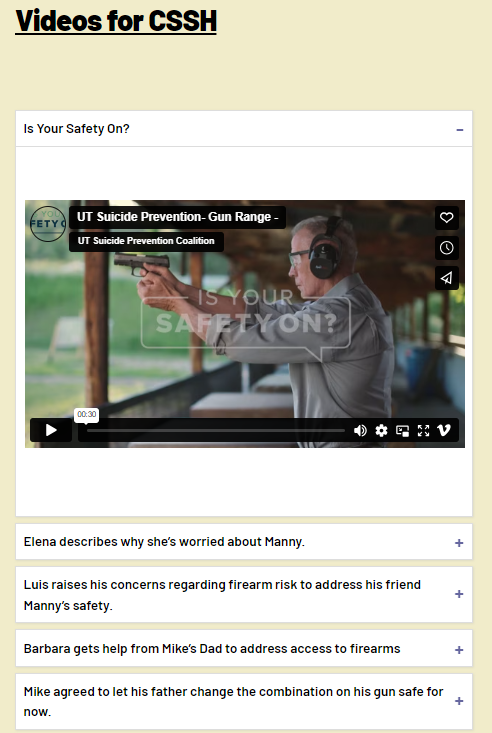 Videos for CSSH
Is Your Safety On?
−
YOU
FETY O
UT Suicide Prevention- Gun Range -
UT Suicide Prevention Coalition
IS YOUR
SAFETY ON?
00:30
Elena describes why she’s worried about Manny.
+
Luis raises his concerns regarding firearm risk to address his friend
Manny’s safety.
+
Barbara gets help from Mike’s Dad to address access to firearms
+
Mike agreed to let his father change the combination on his gun safe for
now.
+